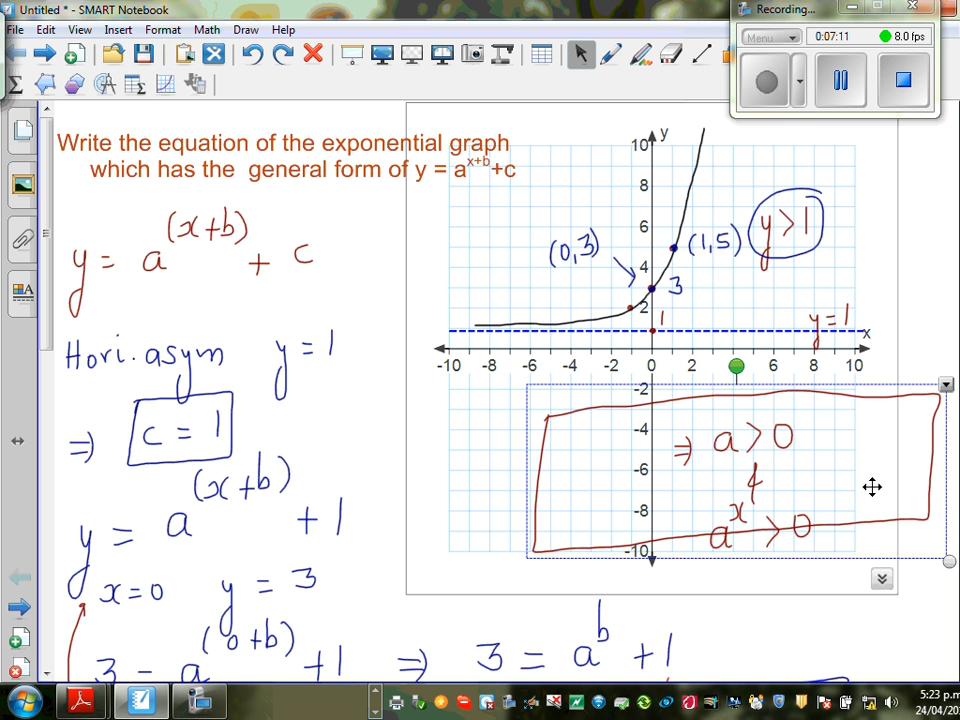 Untitled * - SMART Notebook
File Edit View Insert Format Math Draw Help
Recording...
Menu 0:07:11 8.0 fps
Write the equation of the exponential graph
which has the general form of y = a^{x+b}+c
y = a^{(x+b)} + c
Hori. asym y = 1
⇒ c = 1
y = a^{(x+b)} + 1
x=0 y = 3
3 = a^{(0+b)} +1 ⇒ 3 = a^b +1
y
10
8
6
4
2
(0,3)
(1,5)
3
y>1
1
y=1
x
-10 -8 -6 -4 -2 0 2 4 6 8 10
-2
-4
-6
-8
-10
⇒ a>0
&
a^x >0
5:23 p.m
24/04/20